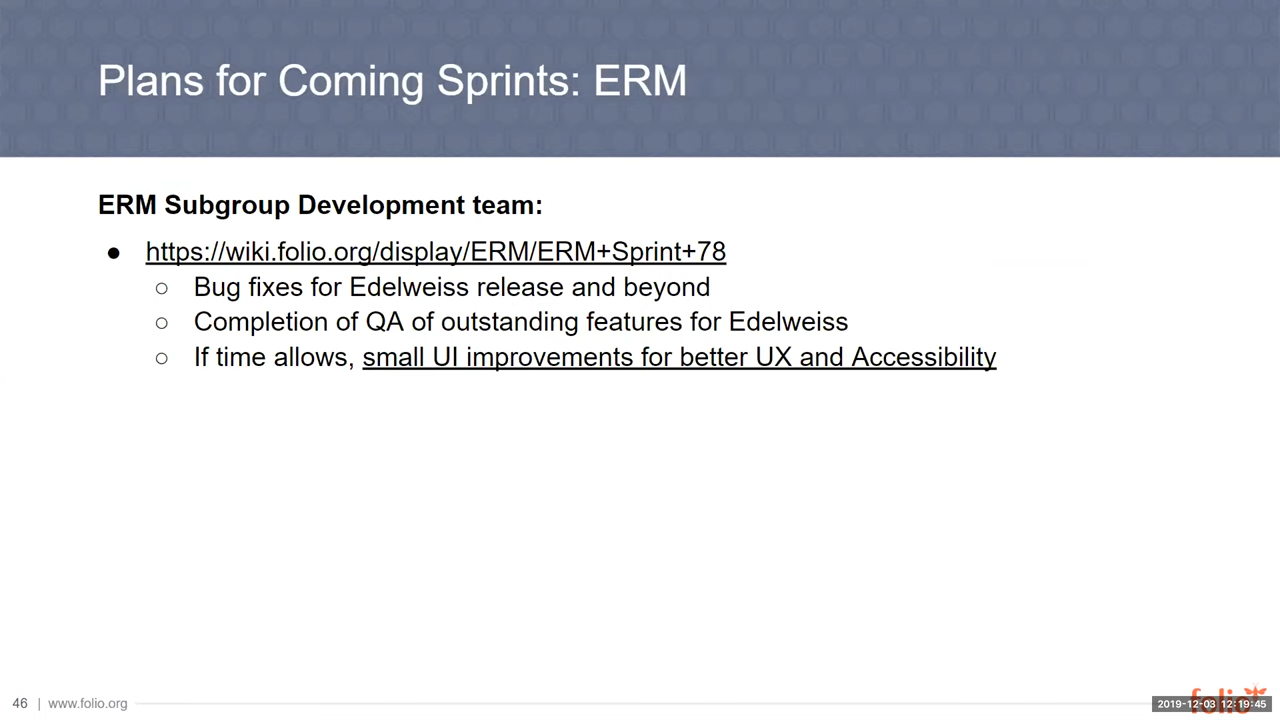 Plans for Coming Sprints: ERM
ERM Subgroup Development team:
● https://wiki.folio.org/display/ERM/ERM+Sprint+78
○ Bug fixes for Edelweiss release and beyond
○ Completion of QA of outstanding features for Edelweiss
○ If time allows, small UI improvements for better UX and Accessibility
46 | www.folio.org
folio
2019-12-03 12:19:45